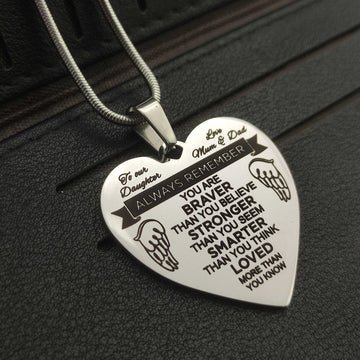 To our
Daughter
Love
Mum & Dad
ALWAYS REMEMBER
YOU ARE
BRAVER
THAN YOU BELIEVE
STRONGER
THAN YOU SEEM
SMARTER
THAN YOU THINK
LOVED
MORE THAN
YOU KNOW